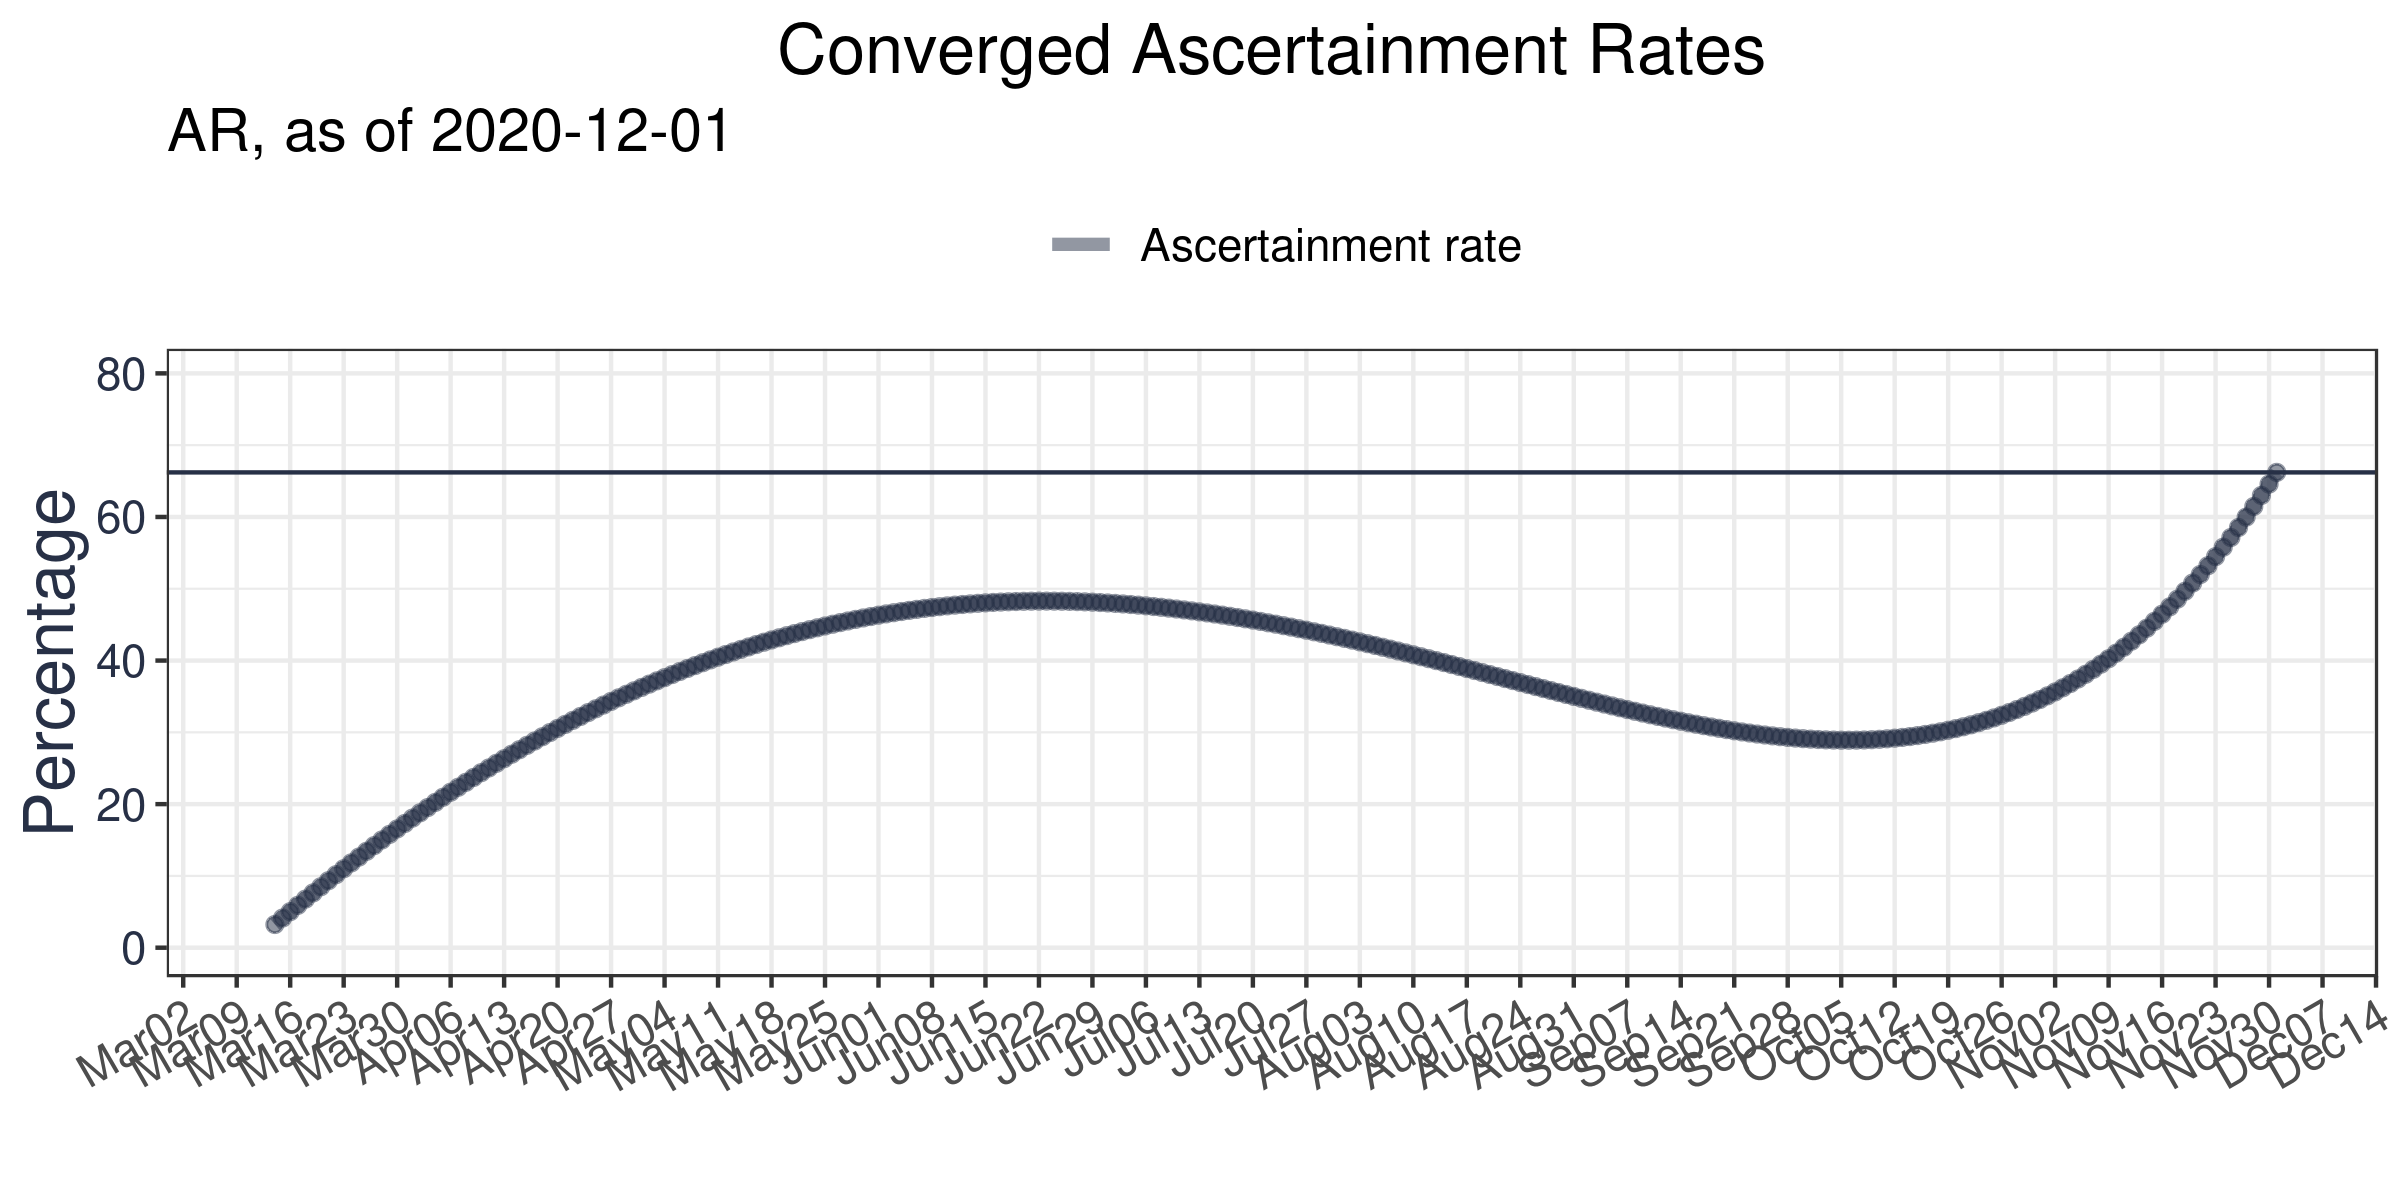 Converged Ascertainment Rates
AR, as of 2020-12-01
Ascertainment rate
Percentage
80
60
40
20
0
Mar02
Mar09
Mar16
Mar23
Mar30
Apr06
Apr13
Apr20
Apr27
May04
May11
May18
May25
Jun01
Jun08
Jun15
Jun22
Jun29
Jul06
Jul13
Jul20
Jul27
Aug03
Aug10
Aug17
Aug24
Aug31
Sep07
Sep14
Sep21
Sep28
Oct05
Oct12
Oct19
Oct26
Nov02
Nov09
Nov16
Nov23
Nov30
Dec07
Dec14